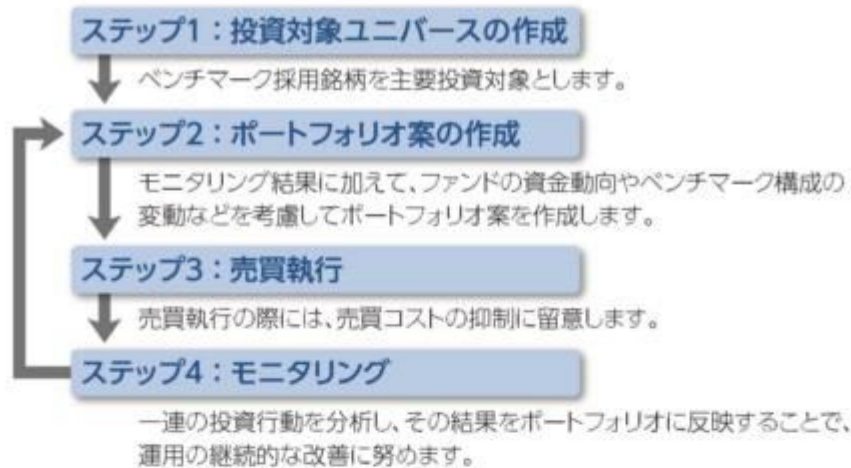 ステップ1：投資対象ユニバースの作成
ベンチマーク採用銘柄を主要投資対象とします。
ステップ2：ポートフォリオ案の作成
モニタリング結果に加えて、ファンドの資金動向やベンチマーク構成の
変動などを考慮してポートフォリオ案を作成します。
ステップ3：売買執行
売買執行の際には、売買コストの抑制に留意します。
ステップ4：モニタリング
一連の投資行動を分析し、その結果をポートフォリオに反映することで、
運用の継続的な改善に努めます。